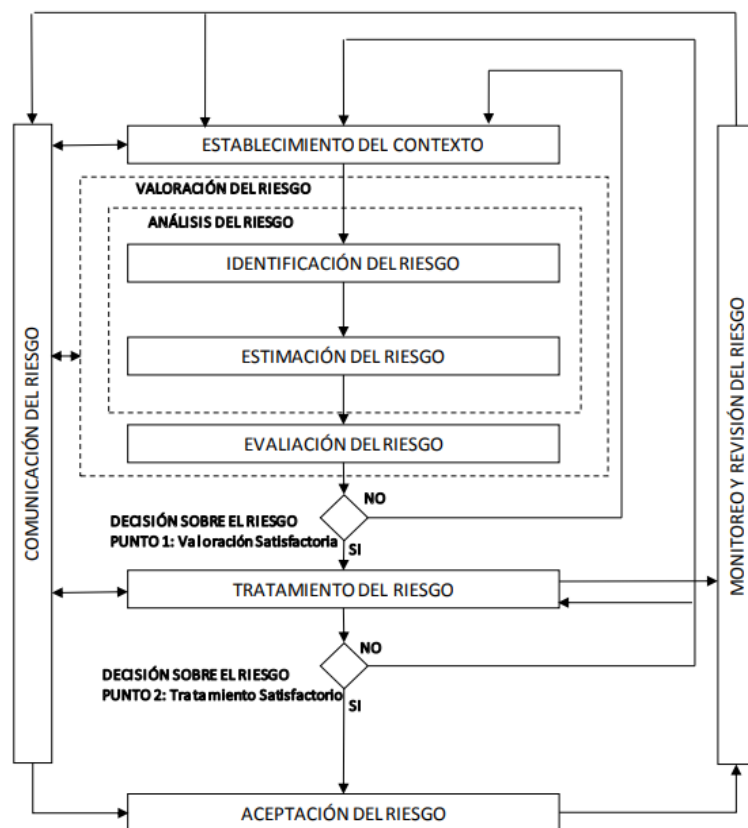 ESTABLECIMIENTO DEL CONTEXTO
VALORACIÓN DEL RIESGO
ANÁLISIS DEL RIESGO
IDENTIFICACIÓN DEL RIESGO
ESTIMACIÓN DEL RIESGO
EVALIACIÓN DEL RIESGO
NO
DECISIÓN SOBRE EL RIESGO
PUNTO 1: Valoración Satisfactoria
SI
TRATAMIENTO DEL RIESGO
NO
DECISIÓN SOBRE EL RIESGO
PUNTO 2: Tratamiento Satisfactorio
SI
ACEPTACIÓN DEL RIESGO
COMUNICACIÓN DEL RIESGO
MONITOREO Y REVISIÓN DEL RIESGO